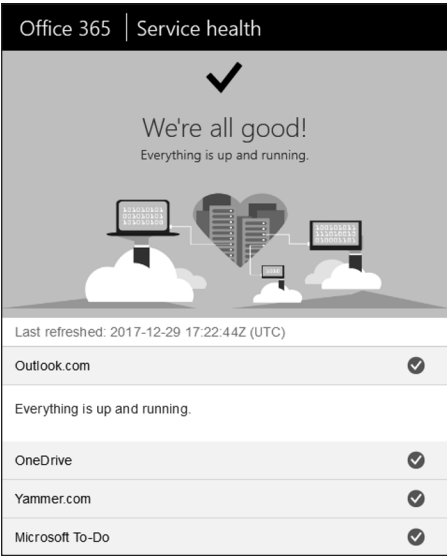 Office 365 | Service health
We're all good!
Everything is up and running.
Last refreshed: 2017-12-29 17:22:44Z (UTC)
Outlook.com
Everything is up and running.
OneDrive
Yammer.com
Microsoft To-Do